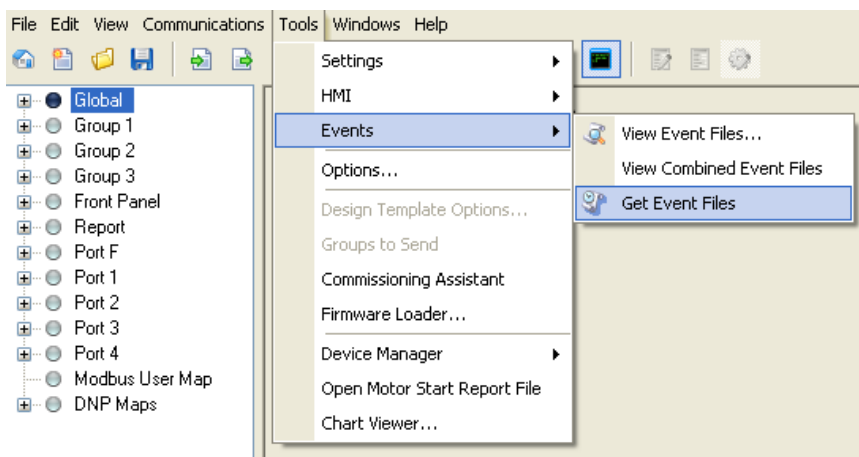 File Edit View Communications Tools Windows Help
Global
Group 1
Group 2
Group 3
Front Panel
Report
Port F
Port 1
Port 2
Port 3
Port 4
Modbus User Map
DNP Maps
Settings
HMI
Events
Options...
Design Template Options...
Groups to Send
Commissioning Assistant
Firmware Loader...
Device Manager
Open Motor Start Report File
Chart Viewer...
View Event Files...
View Combined Event Files
Get Event Files